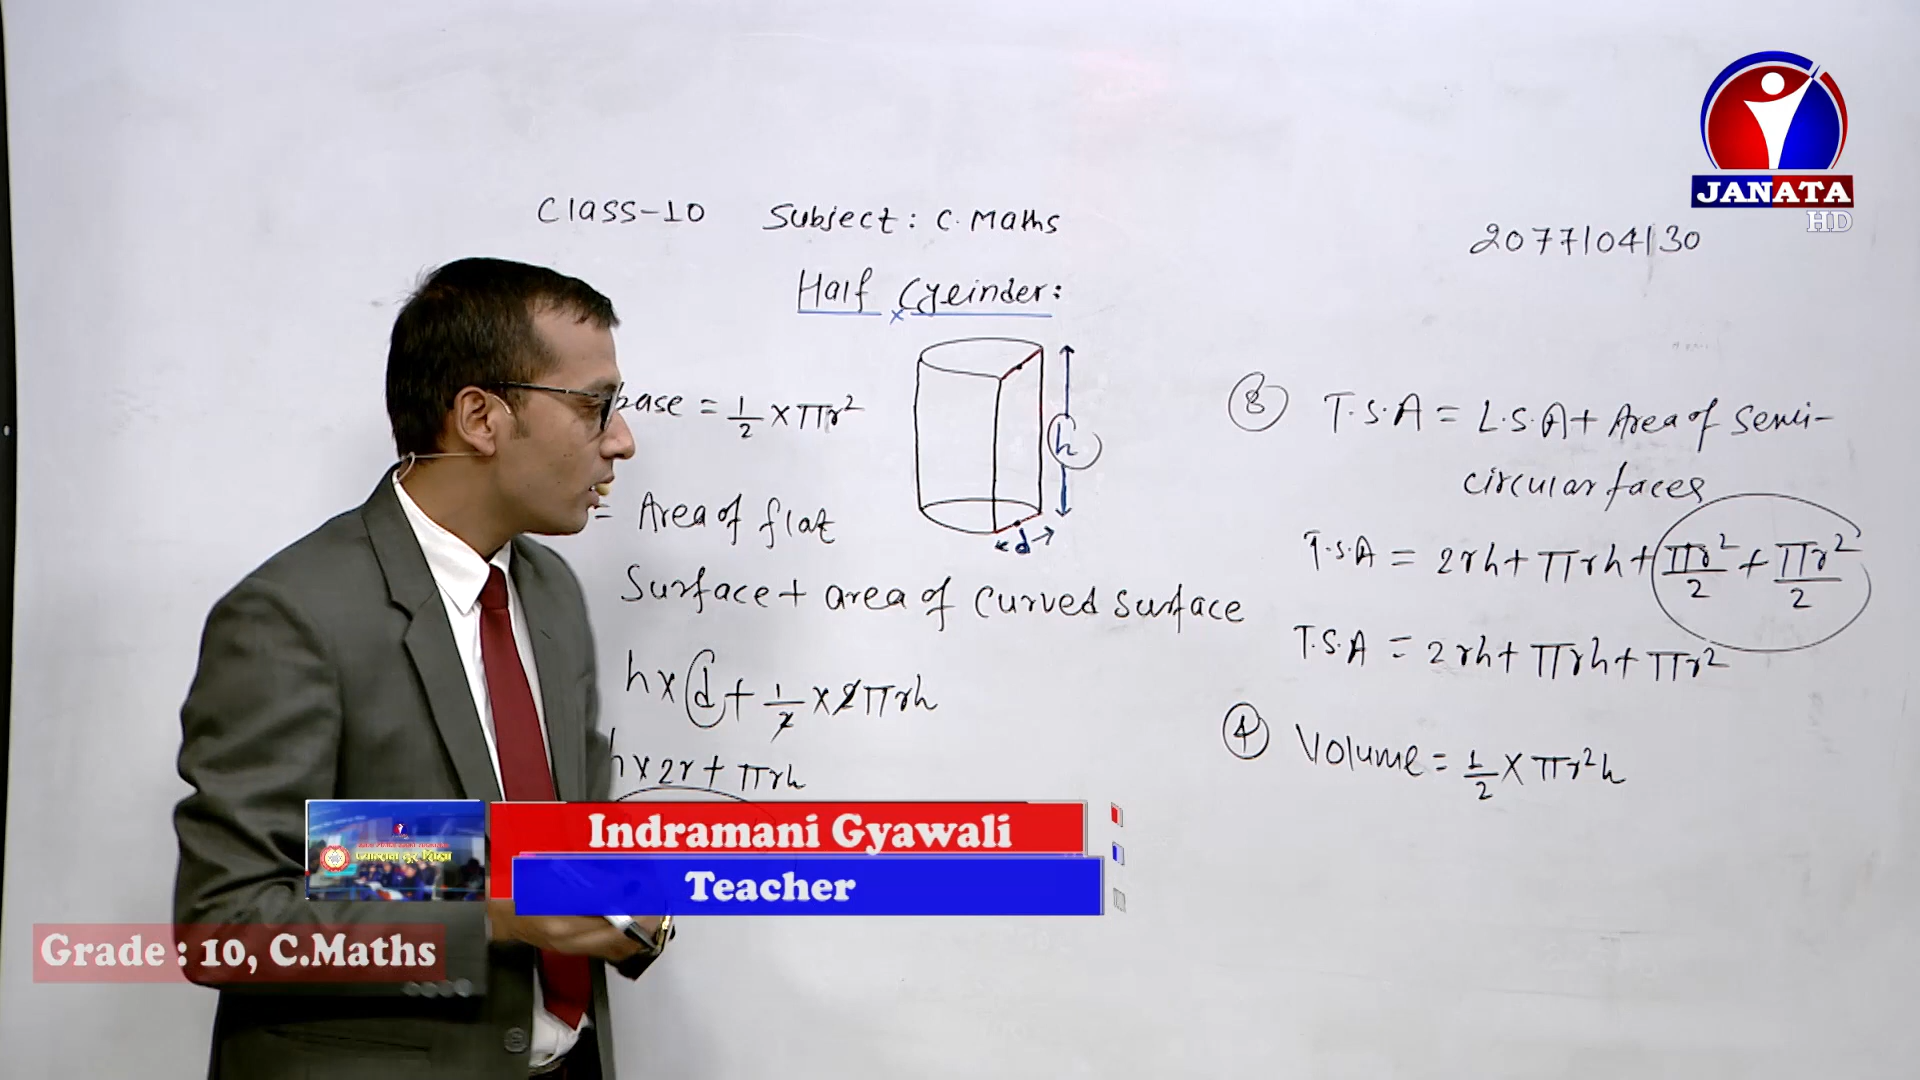 JANATA
HD
Class-10 Subject: C. Maths
2077/04/30
Half Cyeinder:
base = 1/2 × πr²
h
d
= Area of flat
Surface + area of curved surface
h × d + 1/2 × 2πrh
h × 2r + πrh
③ T.S.A = L.S.A + Area of Semi-
circular faces
T.S.A = 2rh + πrh + πr²/2 + πr²/2
T.S.A = 2rh + πrh + πr²
④ Volume = 1/2 × πr²h
Indramani Gyawali
Teacher
Grade : 10, C.Maths